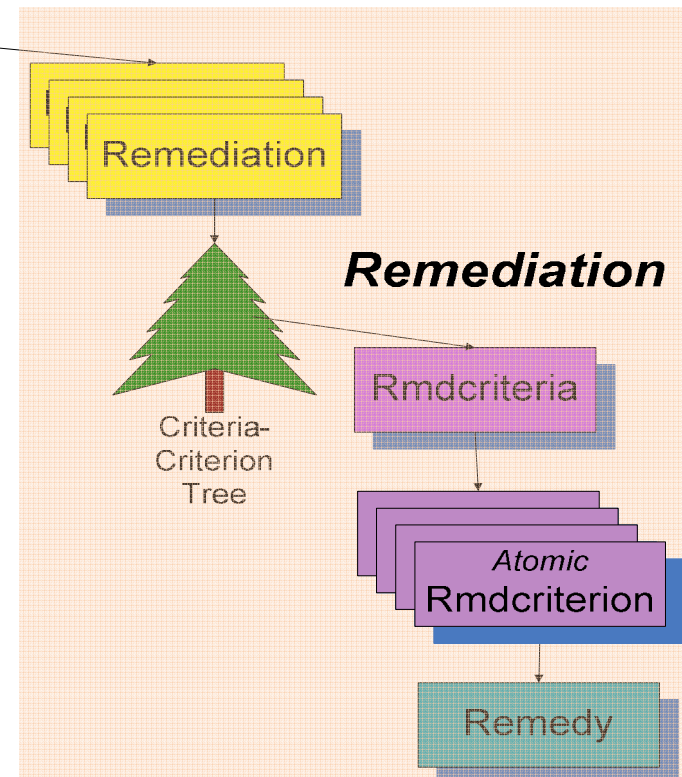 Remediation
Remediation
Criteria-
Criterion
Tree
Rmdcriteria
Atomic
Rmdcriterion
Remedy